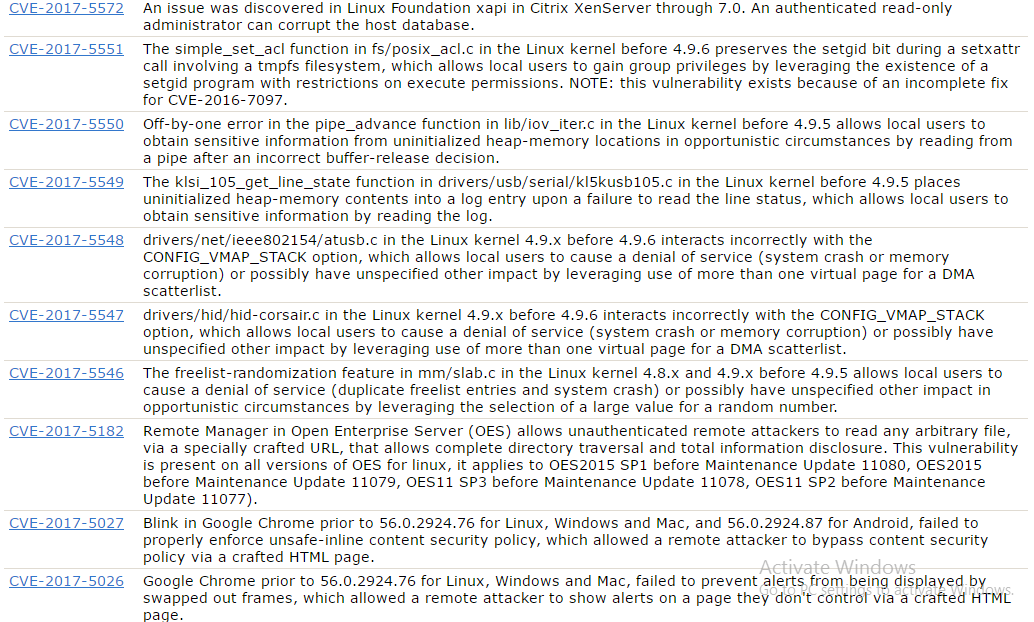 CVE-2017-5572 An issue was discovered in Linux Foundation xapi in Citrix XenServer through 7.0. An authenticated read-only
administrator can corrupt the host database.
CVE-2017-5551 The simple_set_acl function in fs/posix_acl.c in the Linux kernel before 4.9.6 preserves the setgid bit during a setxattr
call involving a tmpfs filesystem, which allows local users to gain group privileges by leveraging the existence of a
setgid program with restrictions on execute permissions. NOTE: this vulnerability exists because of an incomplete fix
for CVE-2016-7097.
CVE-2017-5550 Off-by-one error in the pipe_advance function in lib/iov_iter.c in the Linux kernel before 4.9.5 allows local users to
obtain sensitive information from uninitialized heap-memory locations in opportunistic circumstances by reading from
a pipe after an incorrect buffer-release decision.
CVE-2017-5549 The klsi_105_get_line_state function in drivers/usb/serial/kl5kusb105.c in the Linux kernel before 4.9.5 places
uninitialized heap-memory contents into a log entry upon a failure to read the line status, which allows local users to
obtain sensitive information by reading the log.
CVE-2017-5548 drivers/net/ieee802154/atusb.c in the Linux kernel 4.9.x before 4.9.6 interacts incorrectly with the
CONFIG_VMAP_STACK option, which allows local users to cause a denial of service (system crash or memory
corruption) or possibly have unspecified other impact by leveraging use of more than one virtual page for a DMA
scatterlist.
CVE-2017-5547 drivers/hid/hid-corsair.c in the Linux kernel 4.9.x before 4.9.6 interacts incorrectly with the CONFIG_VMAP_STACK
option, which allows local users to cause a denial of service (system crash or memory corruption) or possibly have
unspecified other impact by leveraging use of more than one virtual page for a DMA scatterlist.
CVE-2017-5546 The freelist-randomization feature in mm/slab.c in the Linux kernel 4.8.x and 4.9.x before 4.9.5 allows local users to
cause a denial of service (duplicate freelist entries and system crash) or possibly have unspecified other impact in
opportunistic circumstances by leveraging the selection of a large value for a random number.
CVE-2017-5182 Remote Manager in Open Enterprise Server (OES) allows unauthenticated remote attackers to read any arbitrary file,
via a specially crafted URL, that allows complete directory traversal and total information disclosure. This vulnerability
is present on all versions of OES for linux, it applies to OES2015 SP1 before Maintenance Update 11080, OES2015
before Maintenance Update 11079, OES11 SP3 before Maintenance Update 11078, OES11 SP2 before Maintenance
Update 11077).
CVE-2017-5027 Blink in Google Chrome prior to 56.0.2924.76 for Linux, Windows and Mac, and 56.0.2924.87 for Android, failed to
properly enforce unsafe-inline content security policy, which allowed a remote attacker to bypass content security
policy via a crafted HTML page.
Activate Windows
CVE-2017-5026 Google Chrome prior to 56.0.2924.76 for Linux, Windows and Mac, failed to prevent alerts from being displayed by
swapped out frames, which allowed a remote attacker to show alerts on a page they don't control via a crafted HTML
Go to PC settings to activate Windows.
page.